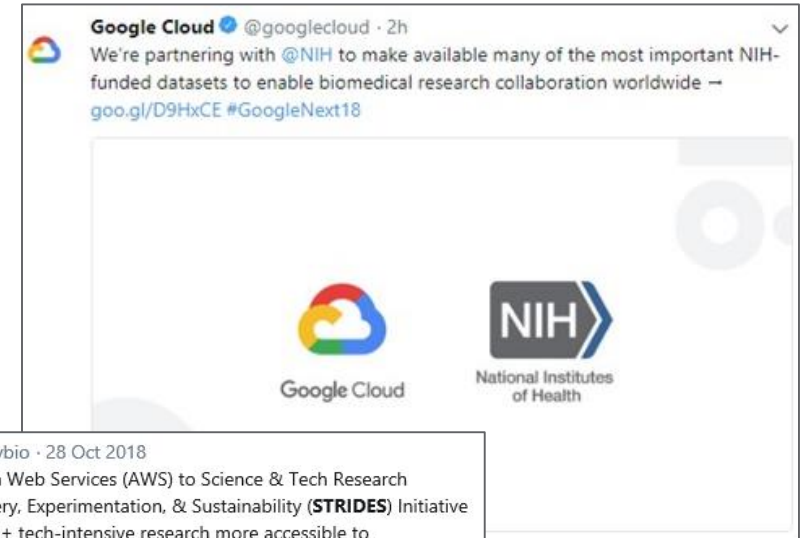 Google Cloud @googlecloud · 2h
We're partnering with @NIH to make available many of the most important NIH-
funded datasets to enable biomedical research collaboration worldwide →
goo.gl/D9HxCE #GoogleNext18
Google Cloud
NIH
National Institutes
of Health
· 28 Oct 2018
Web Services (AWS) to Science & Tech Research
Experimentation, & Sustainability (STRIDES) Initiative
+ tech-intensive research more accessible to